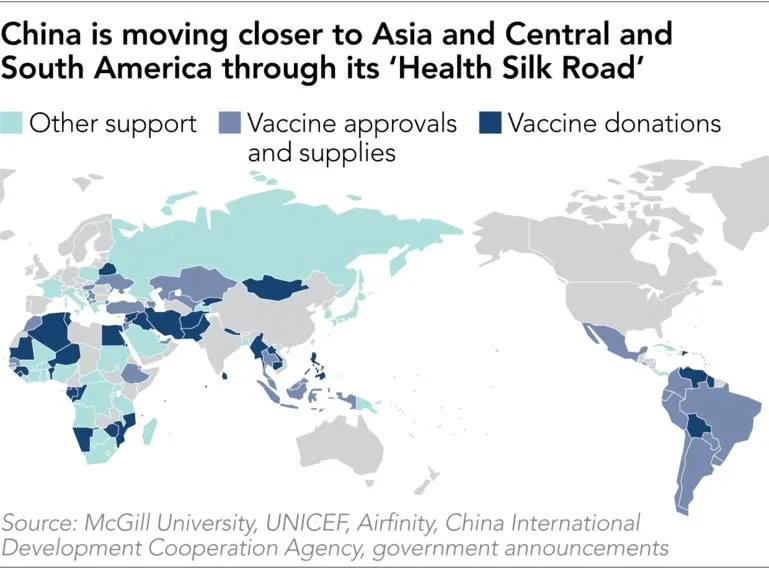 China is moving closer to Asia and Central and
South America through its ‘Health Silk Road’
Other support
Vaccine approvals
and supplies
Vaccine donations
Source: McGill University, UNICEF, Airfinity, China International
Development Cooperation Agency, government announcements